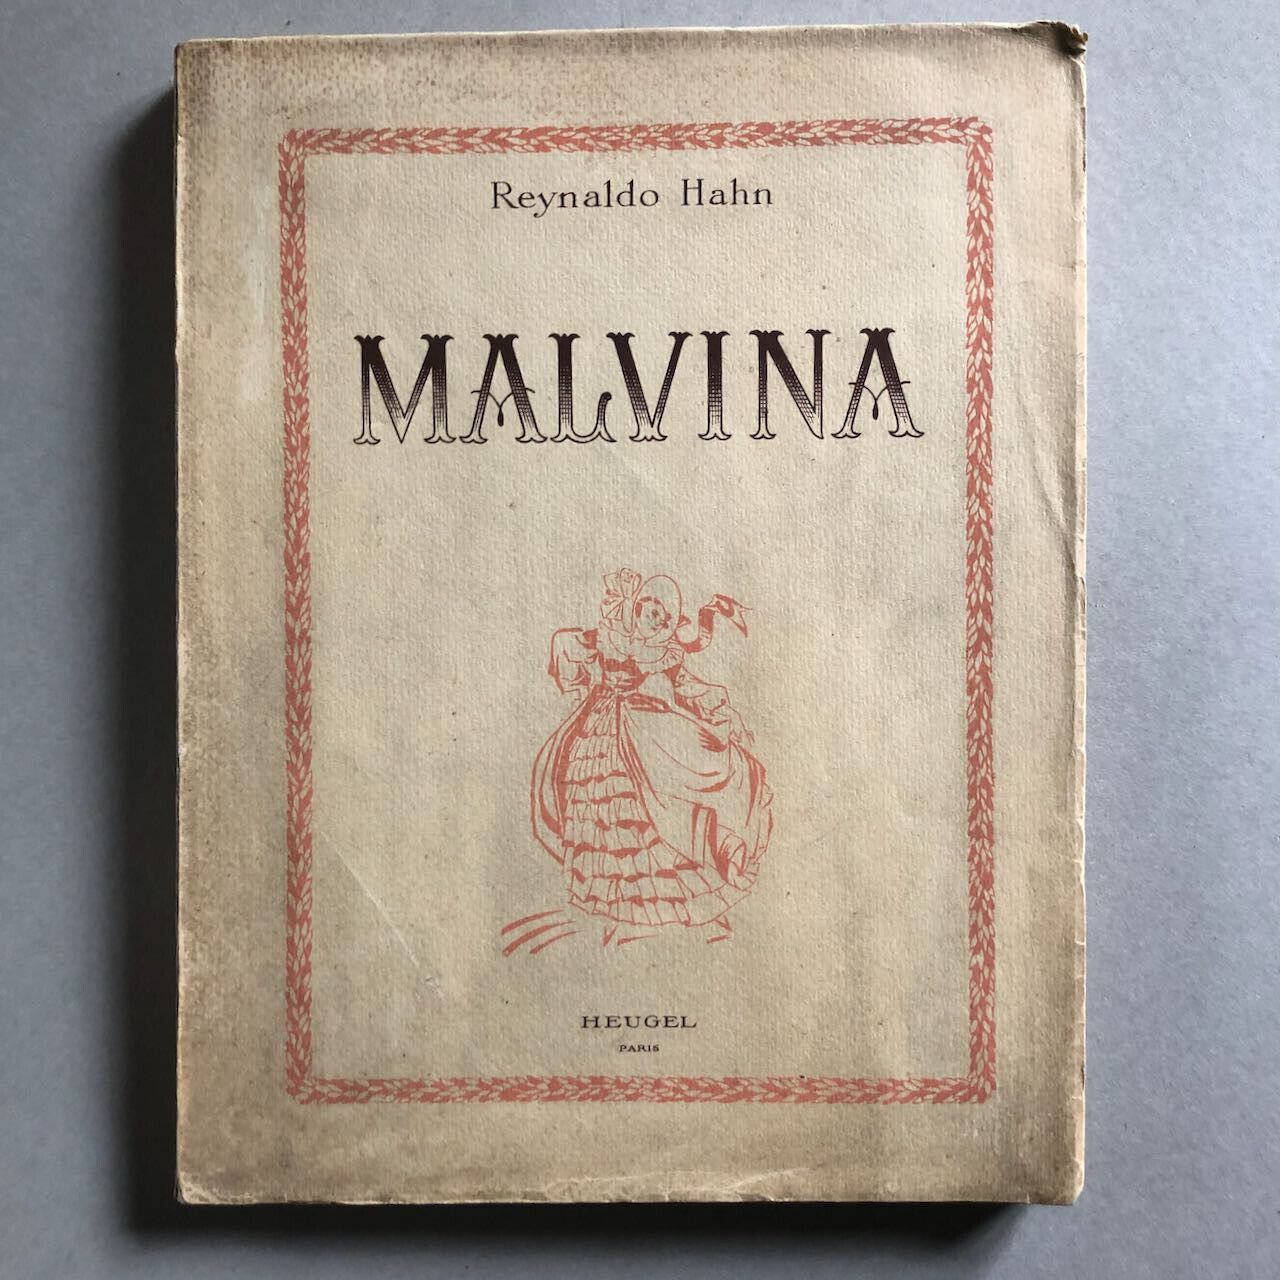 Reynaldo Hahn
MALVINA
HEUGEL
PARIS